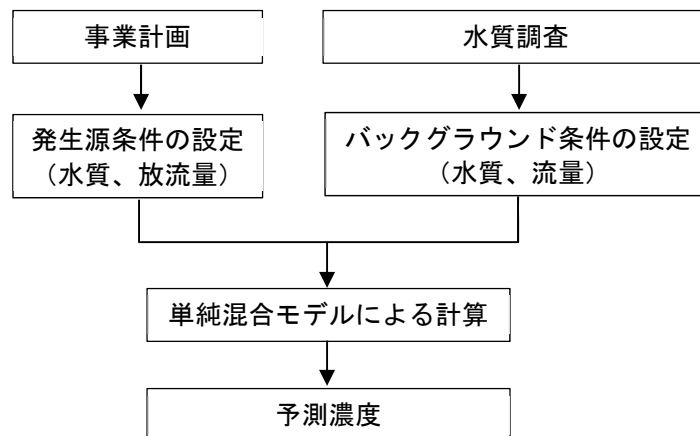 事業計画
水質調査
発生源条件の設定
（水質、放流量）
バックグラウンド条件の設定
（水質、流量）
単純混合モデルによる計算
予測濃度